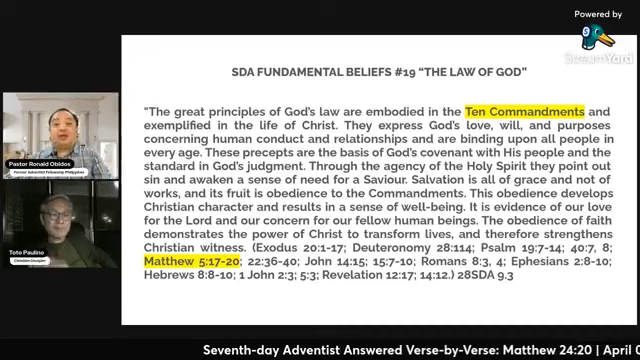 Powered by
StreamYard
SDA FUNDAMENTAL BELIEFS #19 “THE LAW OF GOD”
"The great principles of God’s law are embodied in the Ten Commandments and
exemplified in the life of Christ. They express God’s love, will, and purposes
concerning human conduct and relationships and are binding upon all people in
every age. These precepts are the basis of God’s covenant with His people and the
standard in God’s judgment. Through the agency of the Holy Spirit they point out
sin and awaken a sense of need for a Saviour. Salvation is all of grace and not of
works, and its fruit is obedience to the Commandments. This obedience develops
Christian character and results in a sense of well-being. It is evidence of our love
for the Lord and our concern for our fellow human beings. The obedience of faith
demonstrates the power of Christ to transform lives, and therefore strengthens
Christian witness. (Exodus 20:1-17; Deuteronomy 28:114; Psalm 19:7-14; 40:7, 8;
Matthew 5:17-20; 22:36-40; John 14:15; 15:7-10; Romans 8:3, 4; Ephesians 2:8-10;
Hebrews 8:8-10; 1 John 2:3; 5:3; Revelation 12:17; 14:12.) 28SDA 9.3
Pastor Ronald Obidos
Former Adventist Fellowship Philippines
Toto Paulino
Seventh-day Adventist Answered Verse-by-Verse: Matthew 24:20 | April 0